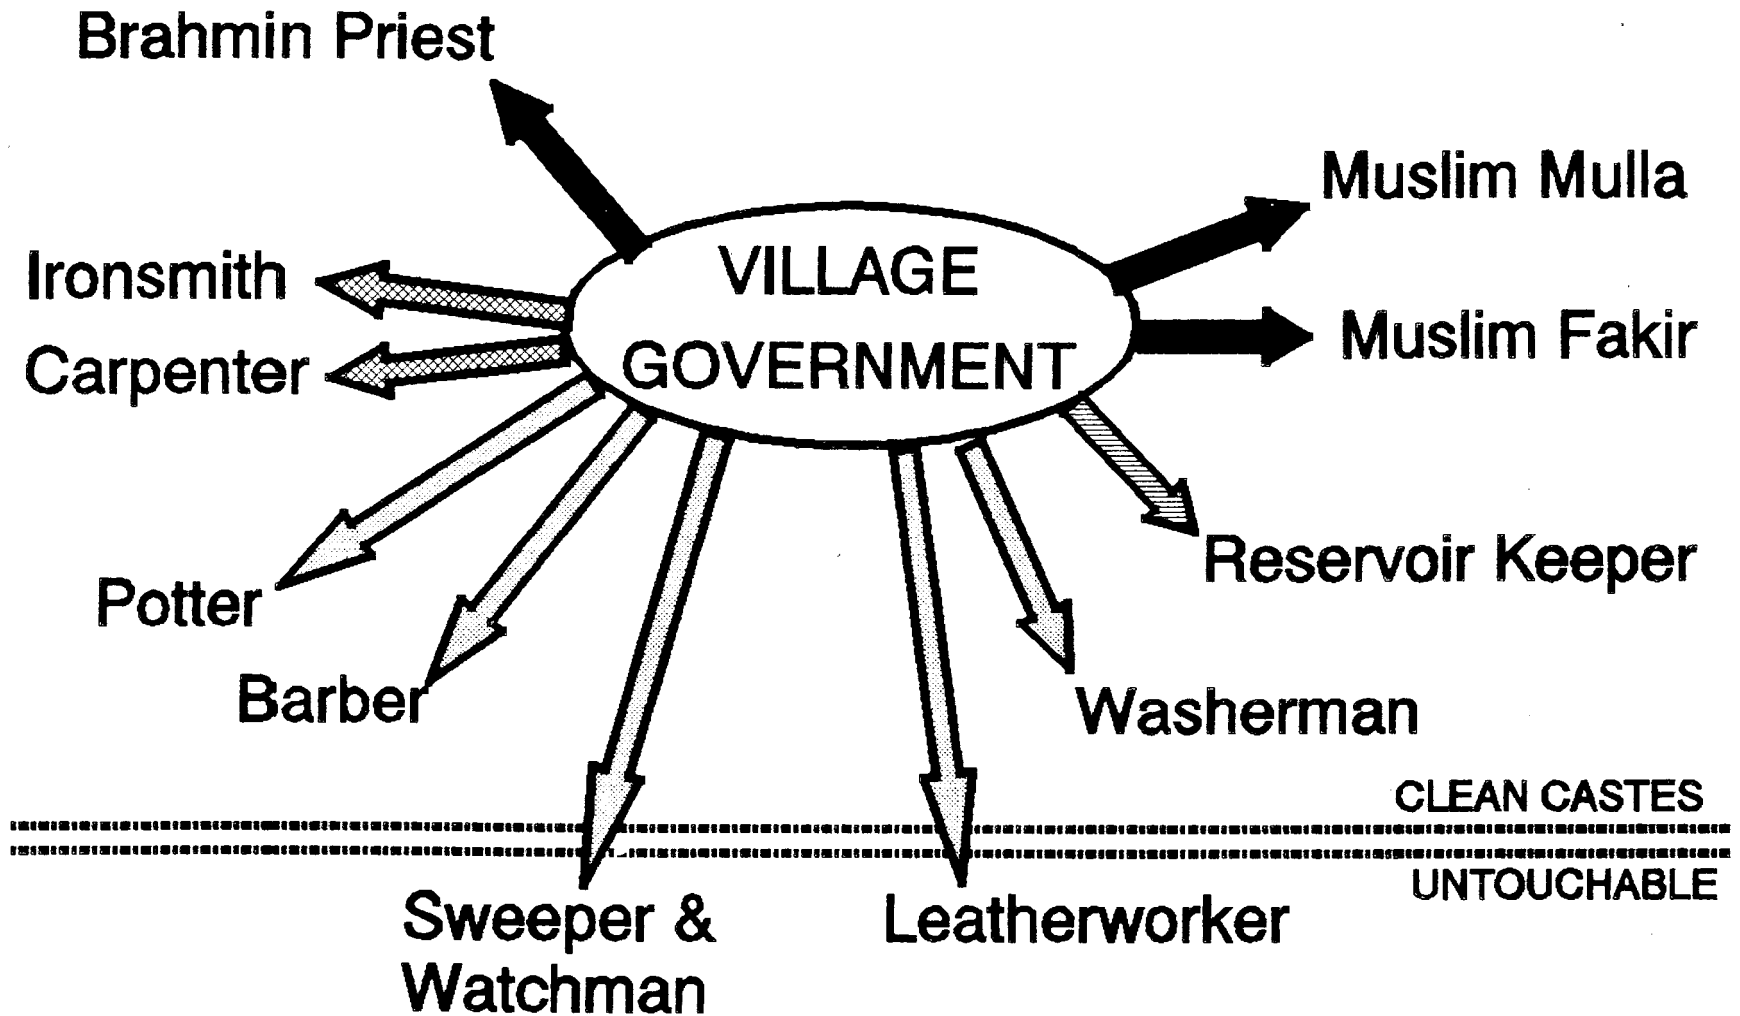 Brahmin Priest
Muslim Mulla
VILLAGE
GOVERNMENT
Ironsmith
Muslim Fakir
Carpenter
Reservoir Keeper
Potter
Barber
Washerman
CLEAN CASTES
UNTOUCHABLE
Sweeper &
Watchman
Leatherworker